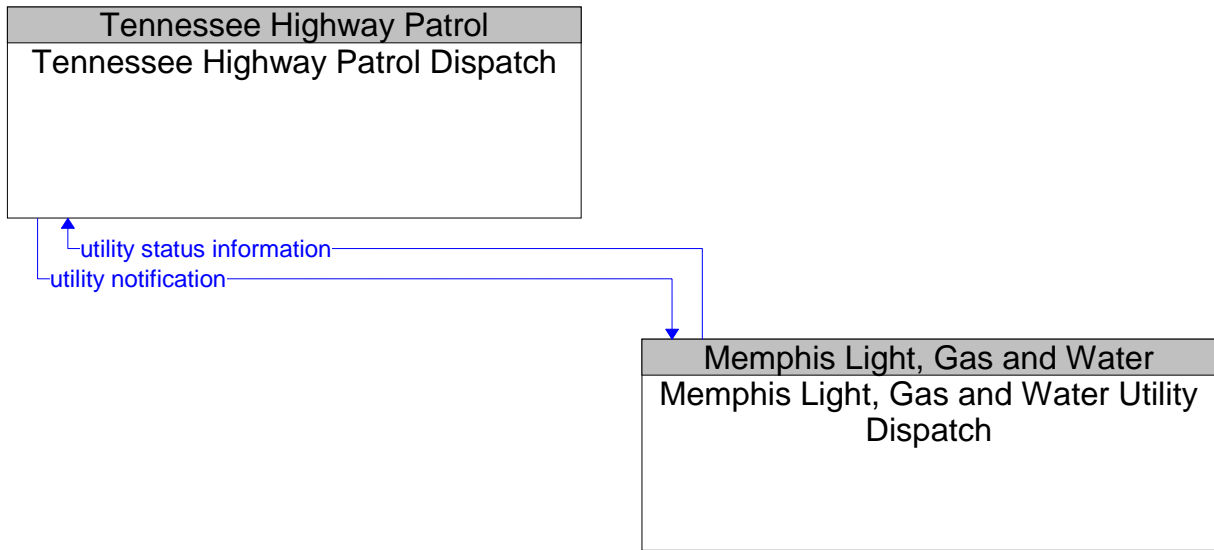 Tennessee Highway Patrol
Tennessee Highway Patrol Dispatch
utility status information
utility notification
Memphis Light, Gas and Water
Memphis Light, Gas and Water Utility
Dispatch